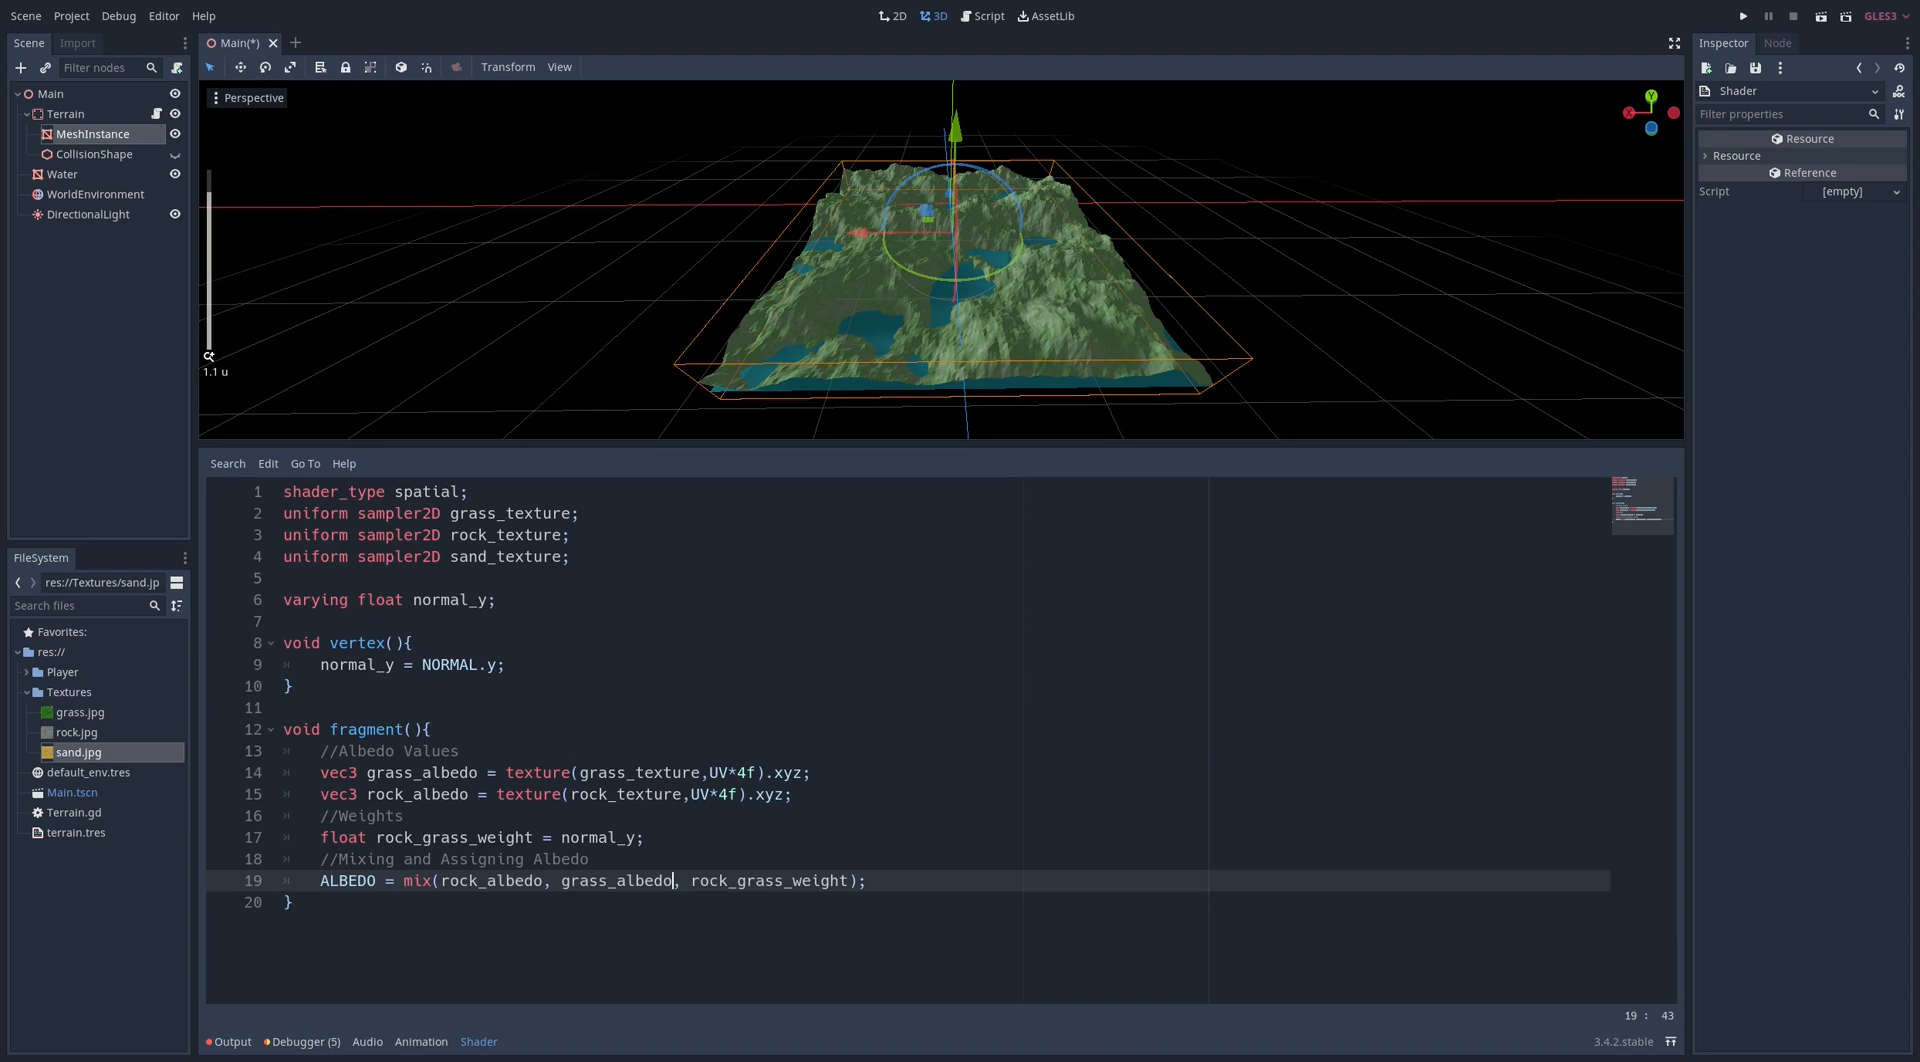 Scene Project Debug Editor Help
2D 3D Script AssetLib
GLES3
Scene Import
Filter nodes
Main
Terrain
MeshInstance
CollisionShape
Water
WorldEnvironment
DirectionalLight
FileSystem
res://Textures/sand.jp
Search files
Favorites:
res://
Player
Textures
grass.jpg
rock.jpg
sand.jpg
default_env.tres
Main.tscn
Terrain.gd
terrain.tres
Main(*)
Transform View
Perspective
X Y
1.1 u
Search Edit Go To Help
1 shader_type spatial;
2 uniform sampler2D grass_texture;
3 uniform sampler2D rock_texture;
4 uniform sampler2D sand_texture;
5
6 varying float normal_y;
7
8 void vertex(){
9 normal_y = NORMAL.y;
10 }
11
12 void fragment(){
13 //Albedo Values
14 vec3 grass_albedo = texture(grass_texture,UV*4f).xyz;
15 vec3 rock_albedo = texture(rock_texture,UV*4f).xyz;
16 //Weights
17 float rock_grass_weight = normal_y;
18 //Mixing and Assigning Albedo
19 ALBEDO = mix(rock_albedo, grass_albedo, rock_grass_weight);
20 }
19 : 43
Output Debugger (5) Audio Animation Shader
3.4.2.stable
Inspector Node
Shader
Filter properties
Resource
Resource
Reference
Script [empty]